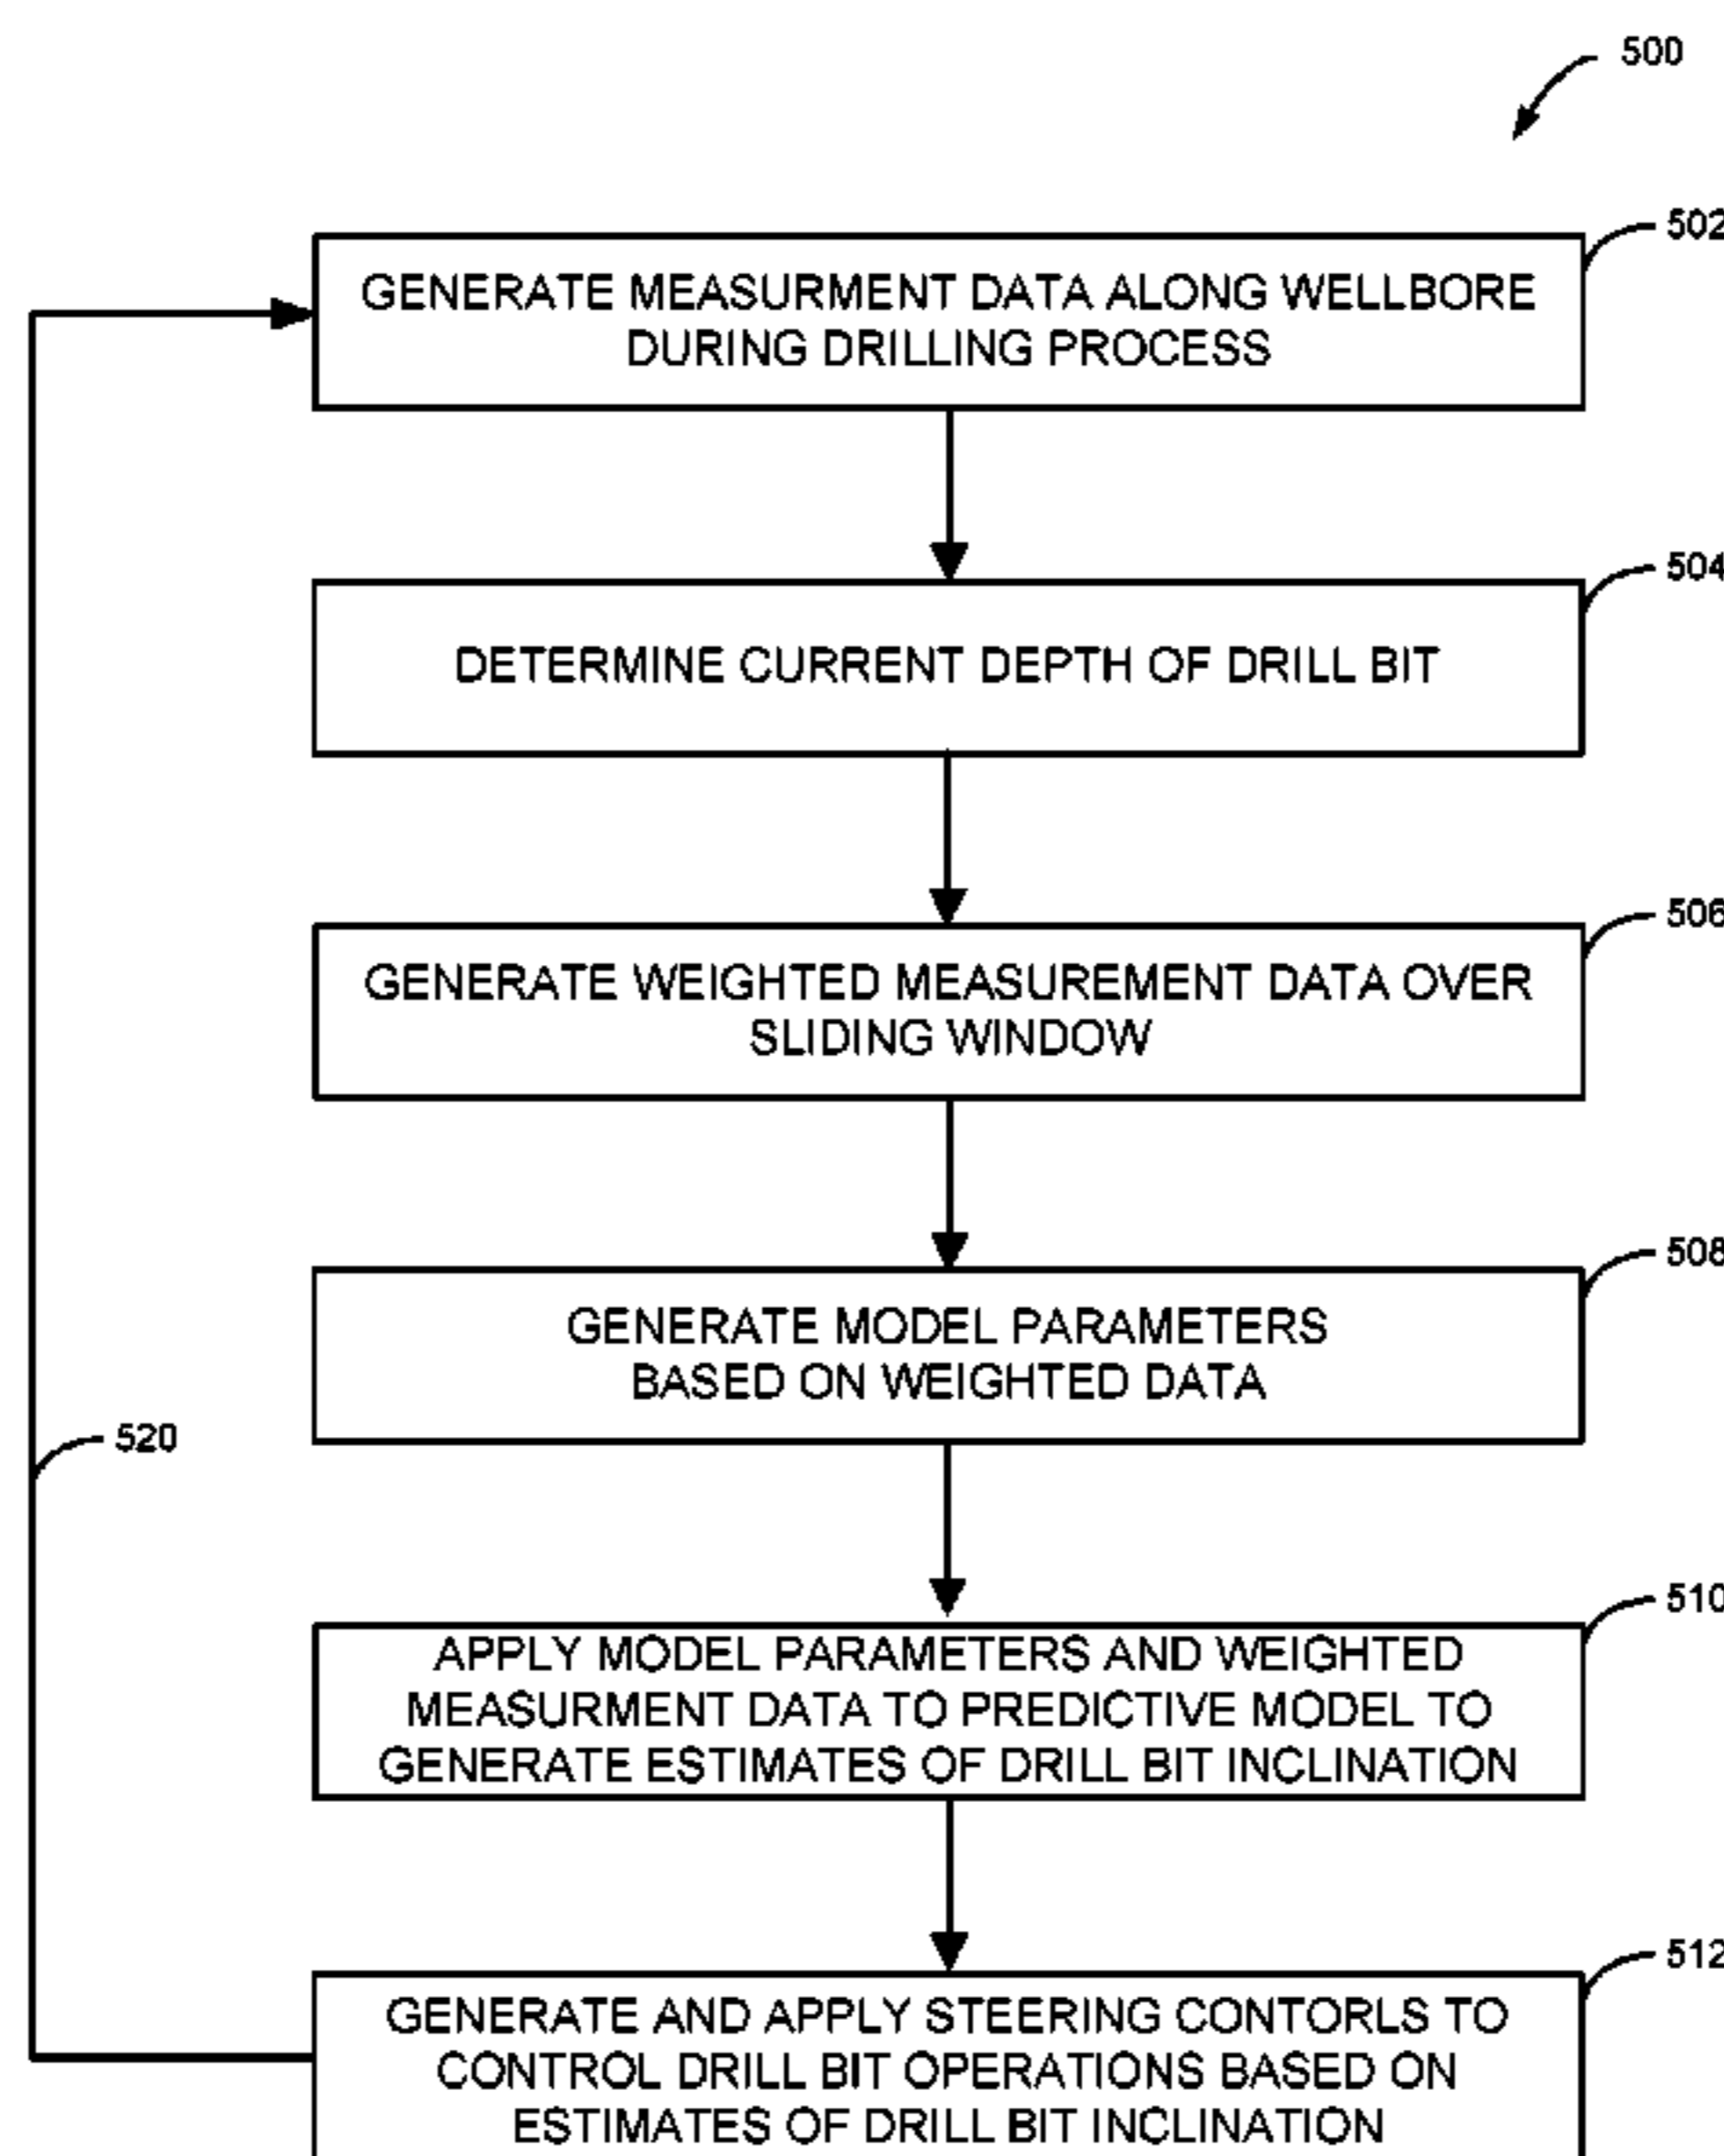 500
502
GENERATE MEASURMENT DATA ALONG WELLBORE
DURING DRILLING PROCESS
504
DETERMINE CURRENT DEPTH OF DRILL BIT
506
GENERATE WEIGHTED MEASUREMENT DATA OVER
SLIDING WINDOW
508
GENERATE MODEL PARAMETERS
BASED ON WEIGHTED DATA
520
510
APPLY MODEL PARAMETERS AND WEIGHTED
MEASURMENT DATA TO PREDICTIVE MODEL TO
GENERATE ESTIMATES OF DRILL BIT INCLINATION
512
GENERATE AND APPLY STEERING CONTORLS TO
CONTROL DRILL BIT OPERATIONS BASED ON
ESTIMATES OF DRILL BIT INCLINATION